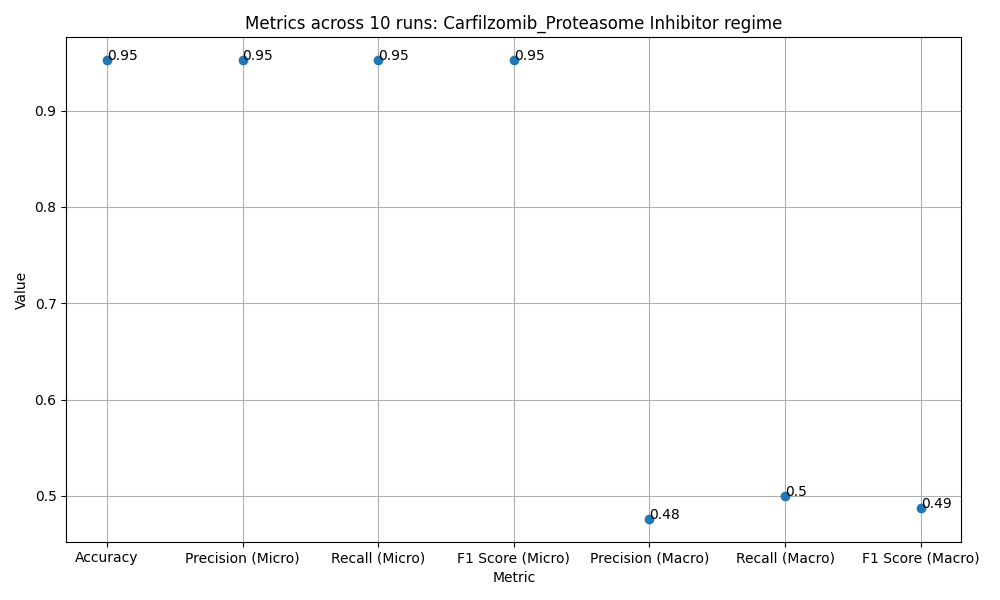 Metrics across 10 runs: Carfilzomib_Proteasome Inhibitor regime
0.95
0.95
0.95
0.95
0.9
0.8
0.7
0.6
0.5
0.48
0.5
0.49
Value
Accuracy
Precision (Micro)
Recall (Micro)
F1 Score (Micro)
Precision (Macro)
Recall (Macro)
F1 Score (Macro)
Metric